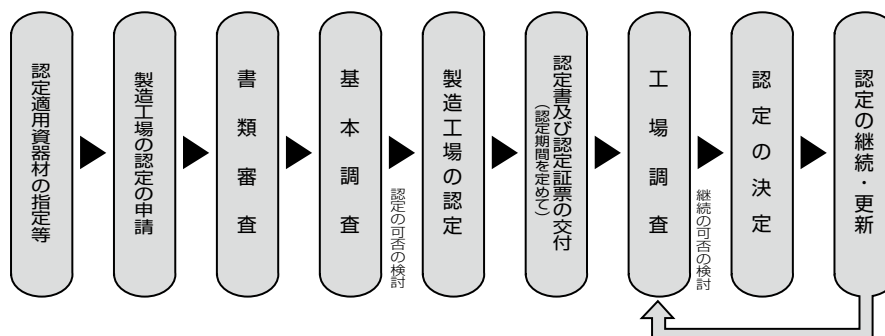 認定適用資器材の指定等
製造工場の認定の申請
書類審査
基本調査
認定の可否の検討
製造工場の認定
認定書及び認定証票の交付
(認定期間を定めて)
工場調査
継続の可否の検討
認定の決定
認定の継続・更新